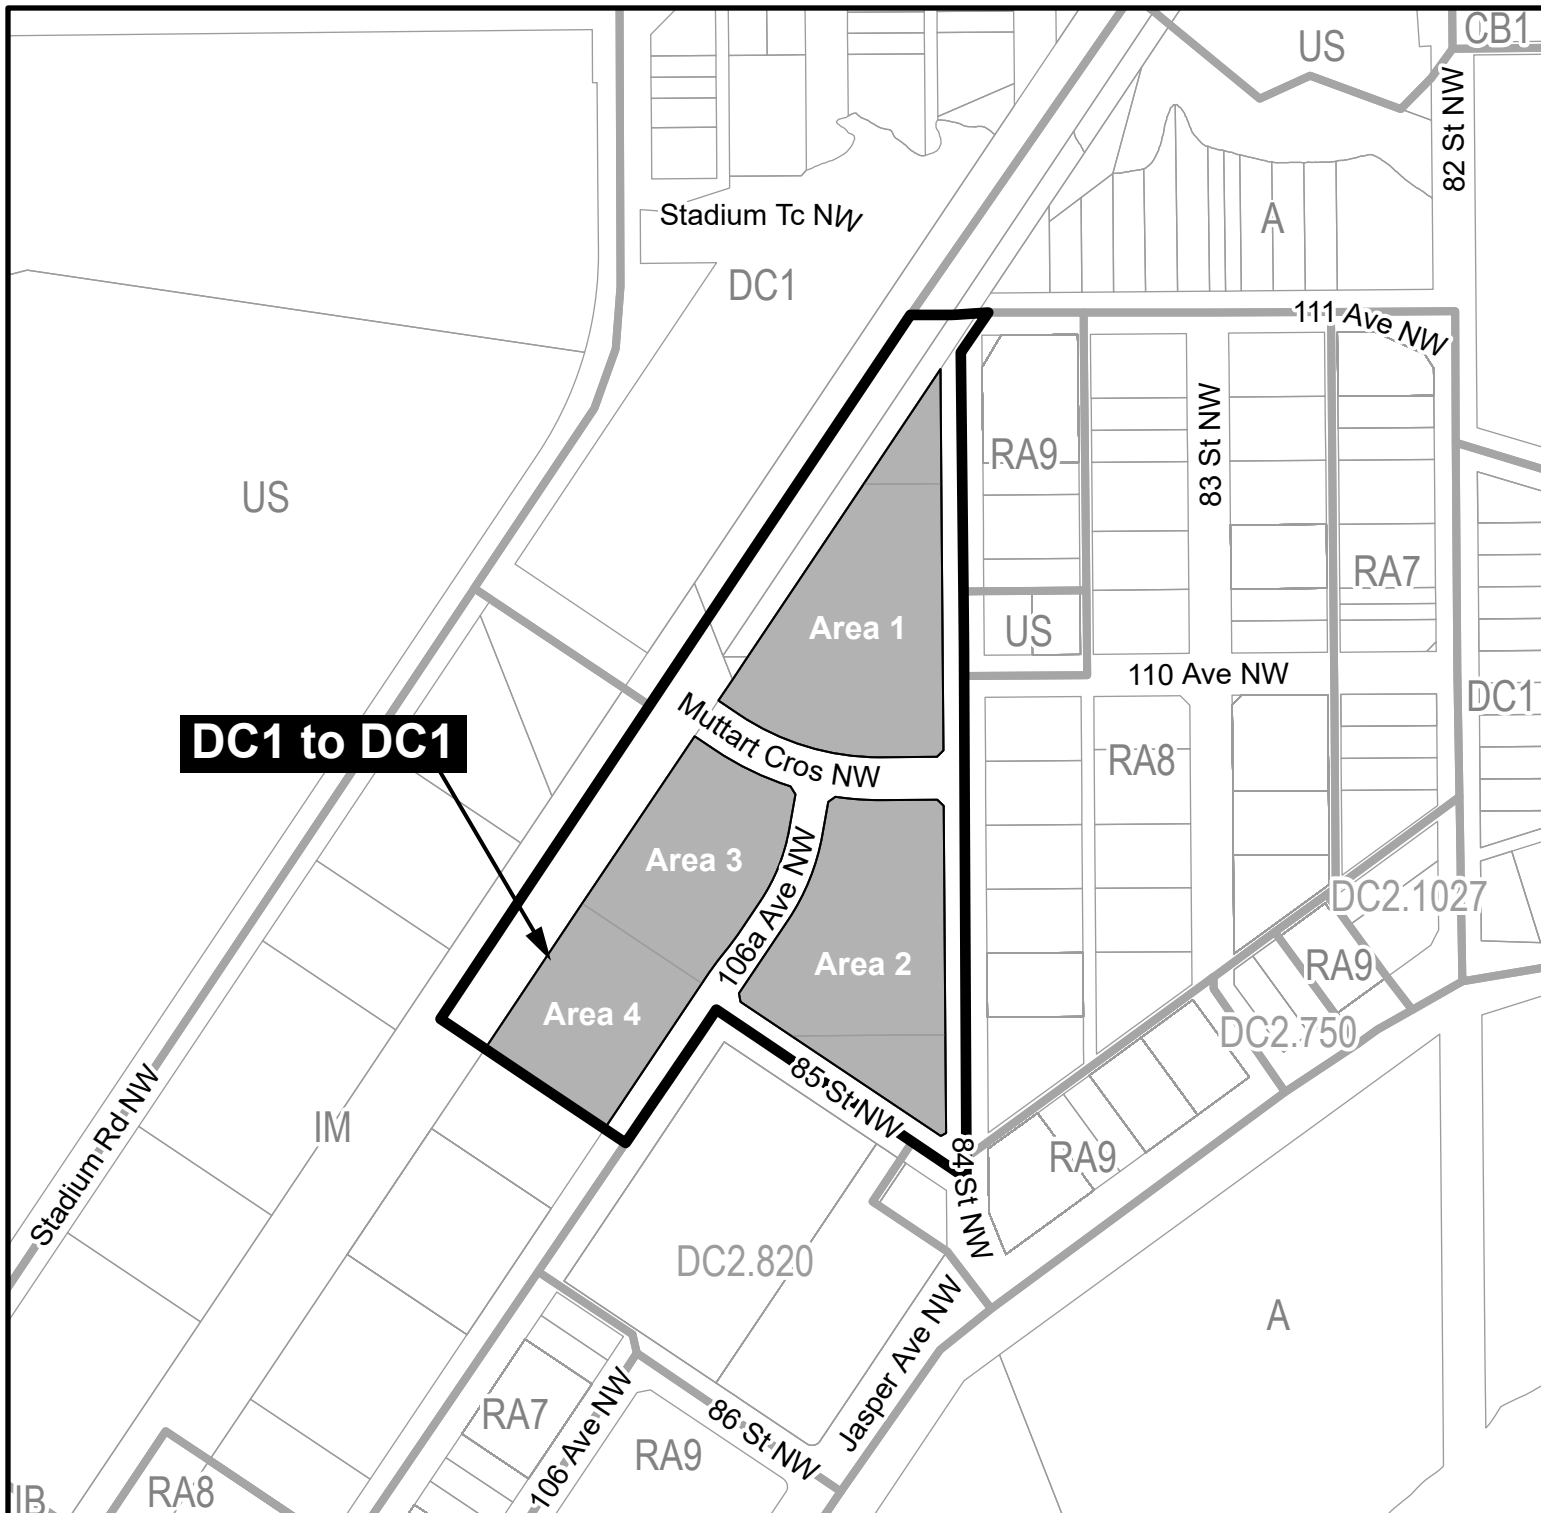 CB1
US
82 St NW
Stadium Tc NW
A
DC1
111 Ave NW
83 St NW
RA9
US
RA7
Area 1
US
110 Ave NW
DC1
Muttart Cros NW
DC1 to DC1
RA8
Area 3
106a Ave NW
DC2.1027
Area 2
RA9
Area 4
DC2.750
85 St NW
Stadium Rd NW
IM
RA9
84 St NW
DC2.820
Jasper Ave NW
A
RA7
106 Ave NW
86 St NW
RA9
RA8
IB